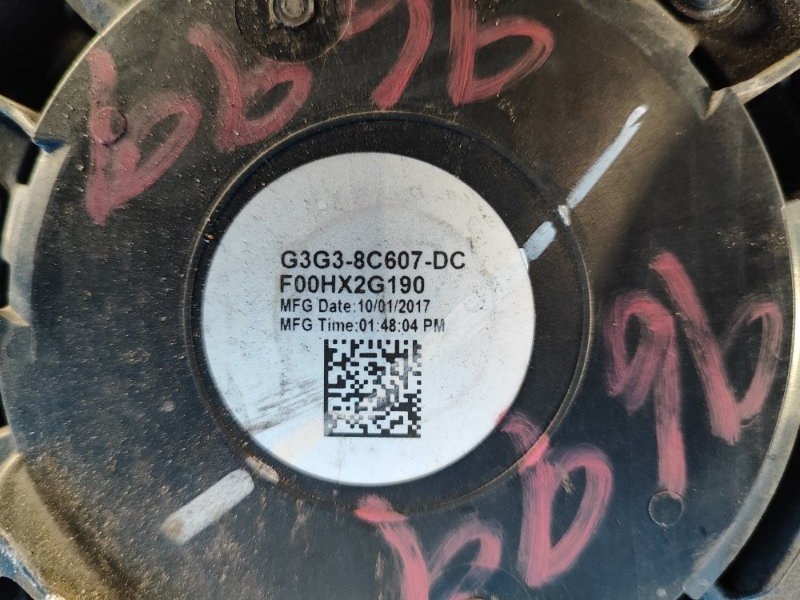 G3G3-8C607-DC
F00HX2G190
MFG Date:10/01/2017
MFG Time:01:48:04 PM